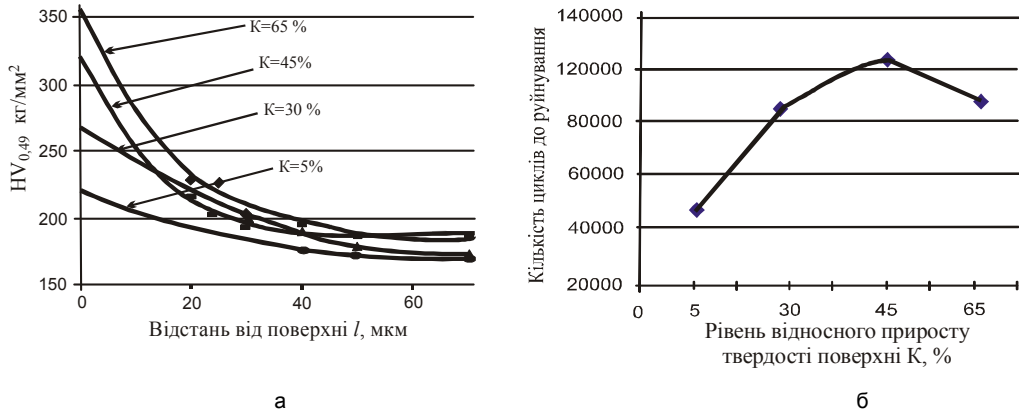 350
300
250
200
150
HV0,49 кг/мм2
К=65 %
К=45%
К=30 %
К=5%
0
20
40
60
Відстань від поверхні l, мкм
а
140000
120000
80000
60000
40000
20000
Кількість циклів до руйнування
0
5
30
45
65
Рівень відносного приросту
твердості поверхні К, %
б